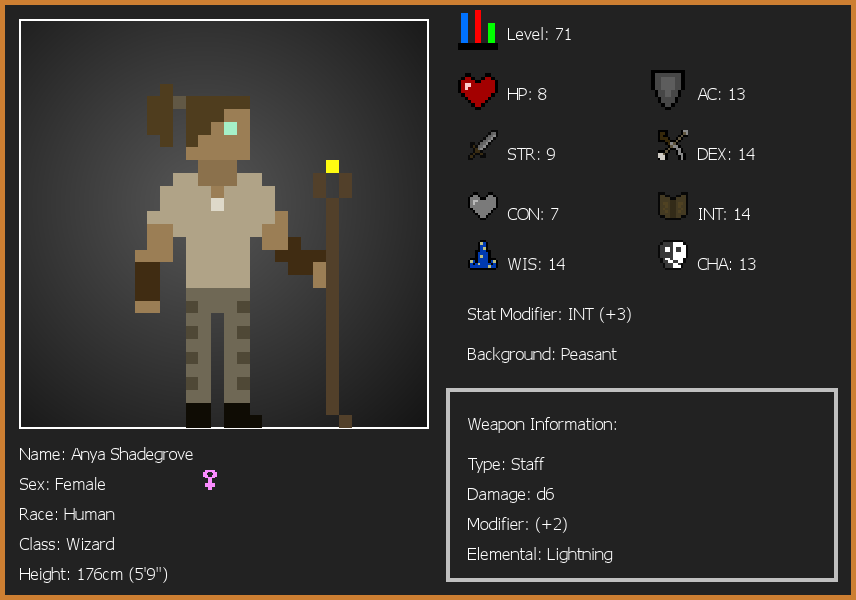 Level: 71
HP: 8
AC: 13
STR: 9
DEX: 14
CON: 7
INT: 14
WIS: 14
CHA: 13
Stat Modifier: INT (+3)
Background: Peasant
Weapon Information:
Type: Staff
Damage: d6
Modifier: (+2)
Elemental: Lightning
Name: Anya Shadegrove
Sex: Female
Race: Human
Class: Wizard
Height: 176cm (5'9")